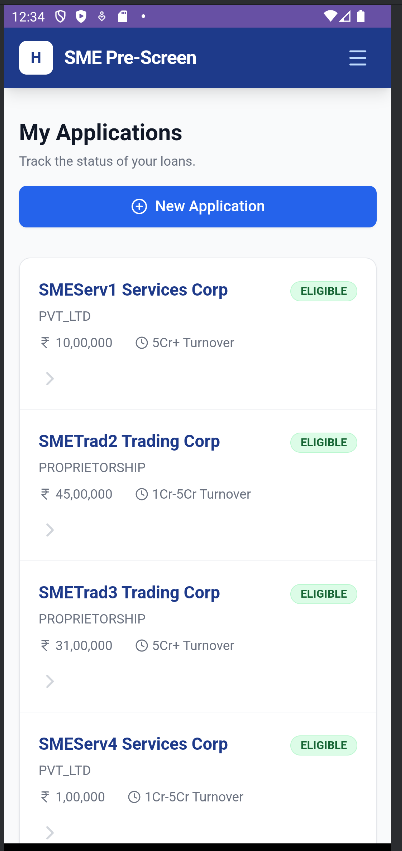 12:34
H SME Pre-Screen
My Applications
Track the status of your loans.
New Application
SMEServ1 Services Corp ELIGIBLE
PVT_LTD
₹ 10,00,000 5Cr+ Turnover
SMETrad2 Trading Corp ELIGIBLE
PROPRIETORSHIP
₹ 45,00,000 1Cr-5Cr Turnover
SMETrad3 Trading Corp ELIGIBLE
PROPRIETORSHIP
₹ 31,00,000 5Cr+ Turnover
SMEServ4 Services Corp ELIGIBLE
PVT_LTD
₹ 1,00,000 1Cr-5Cr Turnover